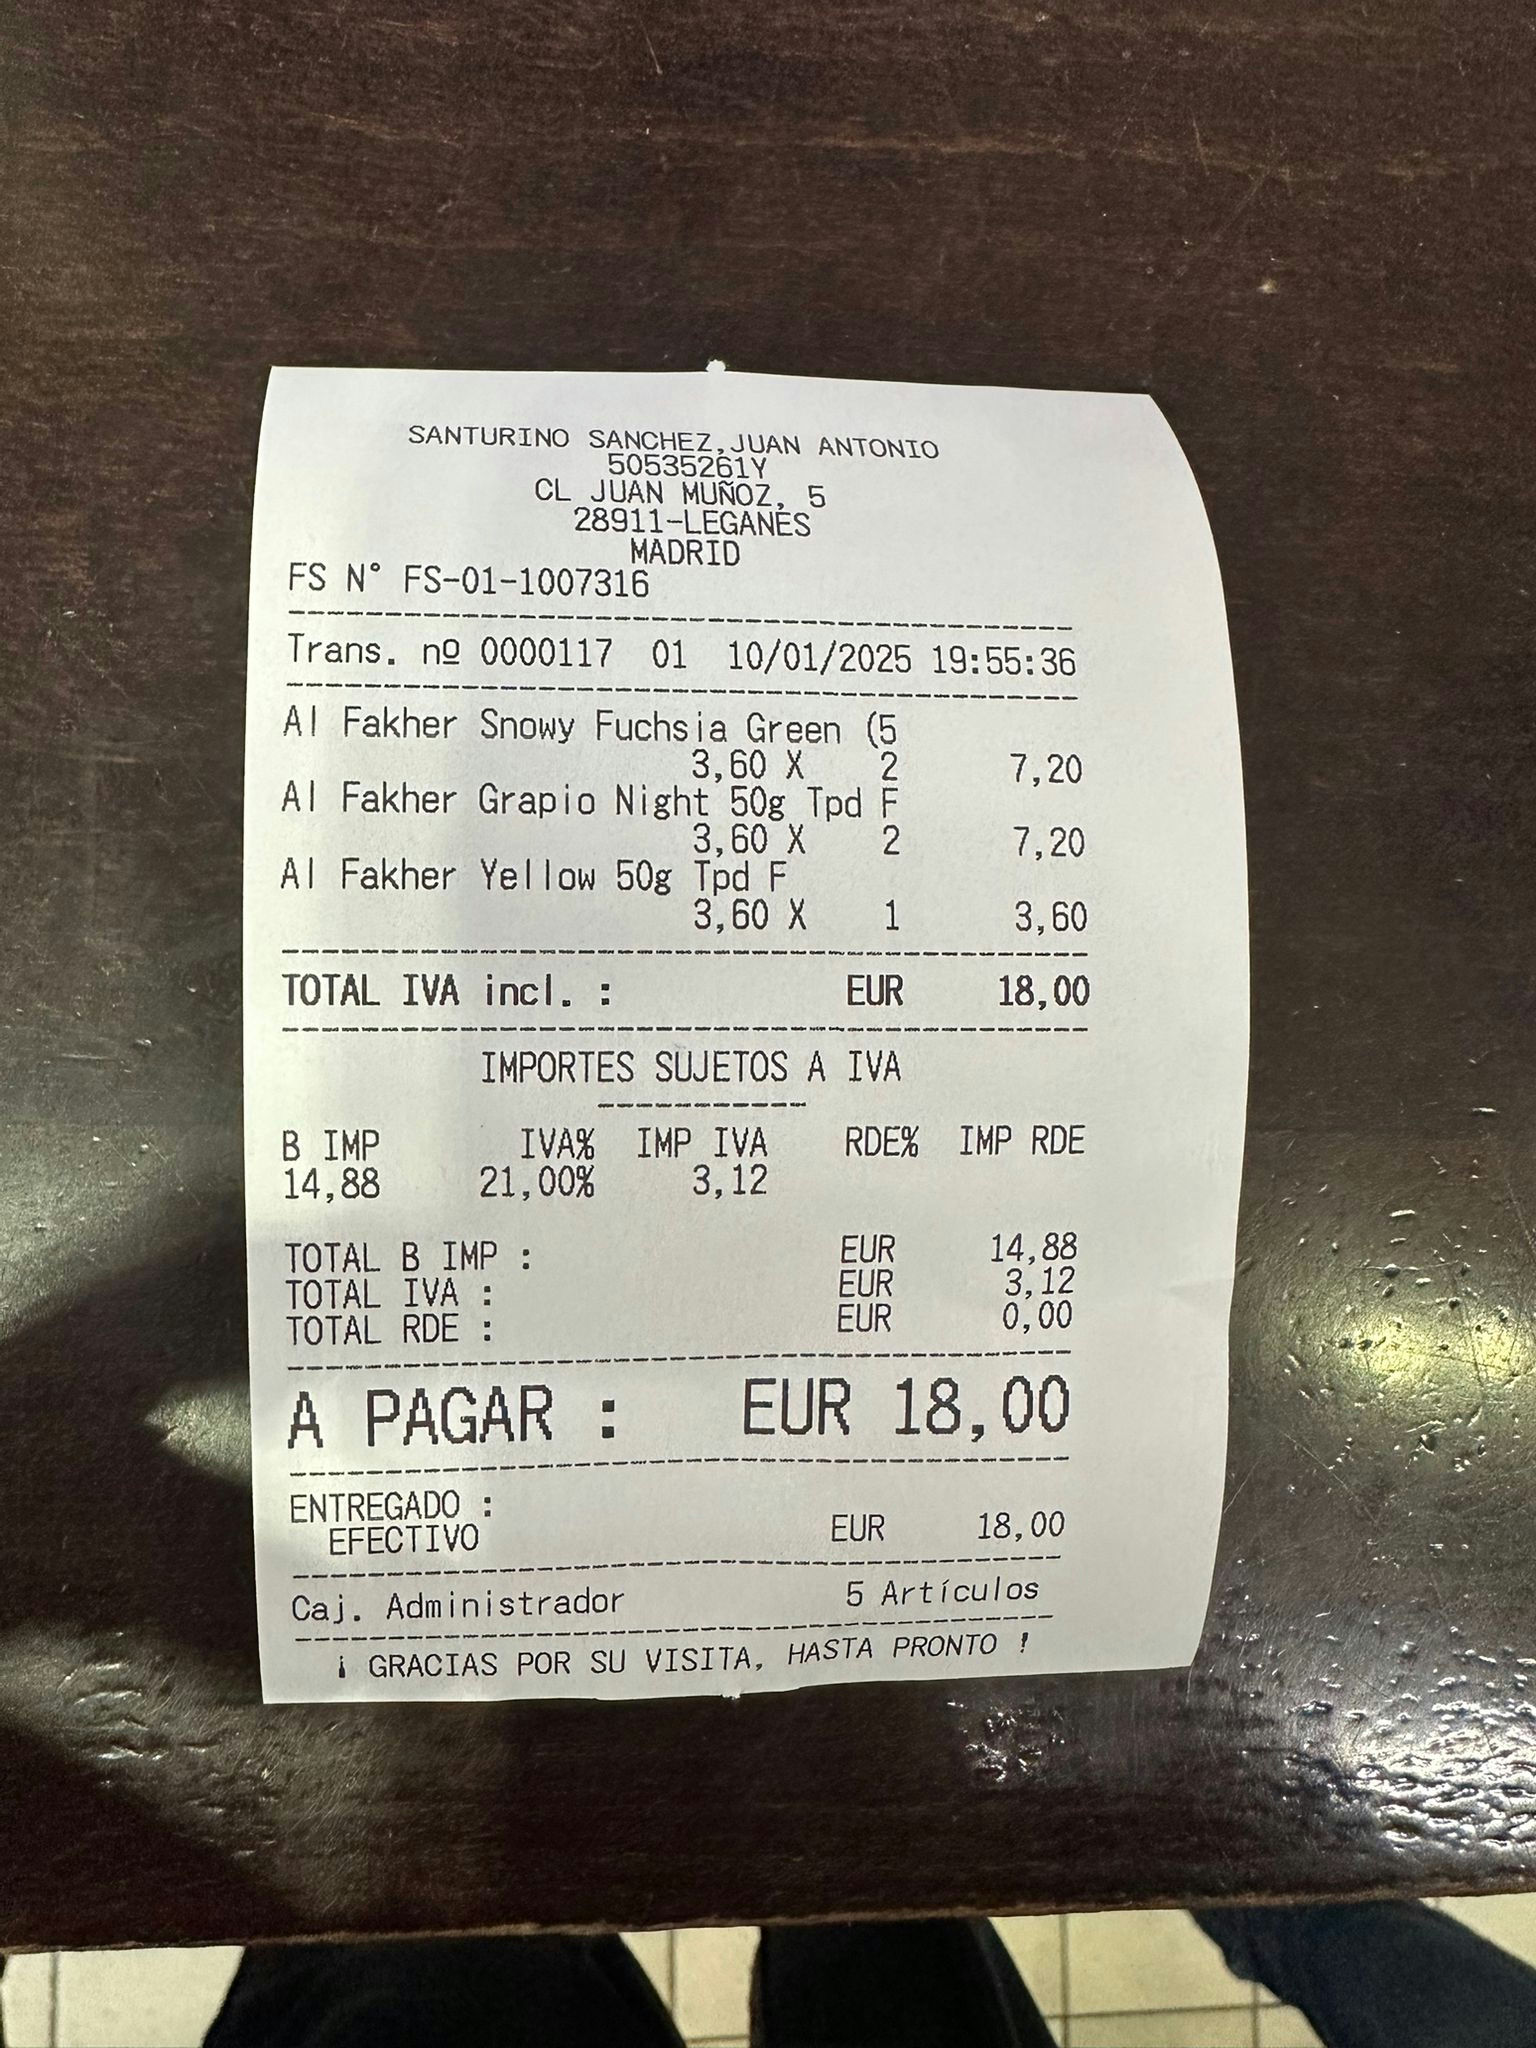 SANTURINO SANCHEZ,JUAN ANTONIO
50535261Y
CL JUAN MUÑOZ, 5
28911-LEGANÉS
MADRID
FS N° FS-01-1007316
Trans. nº 0000117 01 10/01/2025 19:55:36
Al Fakher Snowy Fuchsia Green (5
3,60 X 2 7,20
Al Fakher Grapio Night 50g Tpd F
3,60 X 2 7,20
Al Fakher Yellow 50g Tpd F
3,60 X 1 3,60
TOTAL IVA incl. : EUR 18,00
IMPORTES SUJETOS A IVA
B IMP IVA% IMP IVA RDE% IMP RDE
14,88 21,00% 3,12
TOTAL B IMP : EUR 14,88
TOTAL IVA : EUR 3,12
TOTAL RDE : EUR 0,00
A PAGAR : EUR 18,00
ENTREGADO :
EFECTIVO EUR 18,00
Caj. Administrador 5 Artículos
¡ GRACIAS POR SU VISITA, HASTA PRONTO !